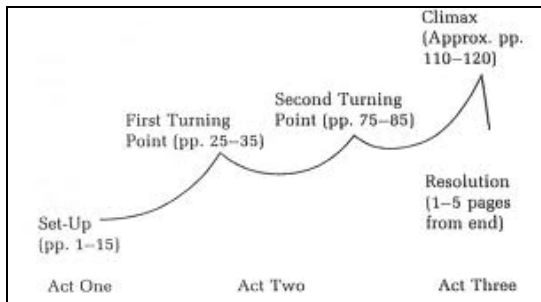 Climax
(Approx. pp.
110–120)
Second Turning
Point (pp. 75–85)
First Turning
Point (pp. 25–35)
Resolution
(1–5 pages
from end)
Set-Up
(pp. 1–15)
Act One
Act Two
Act Three